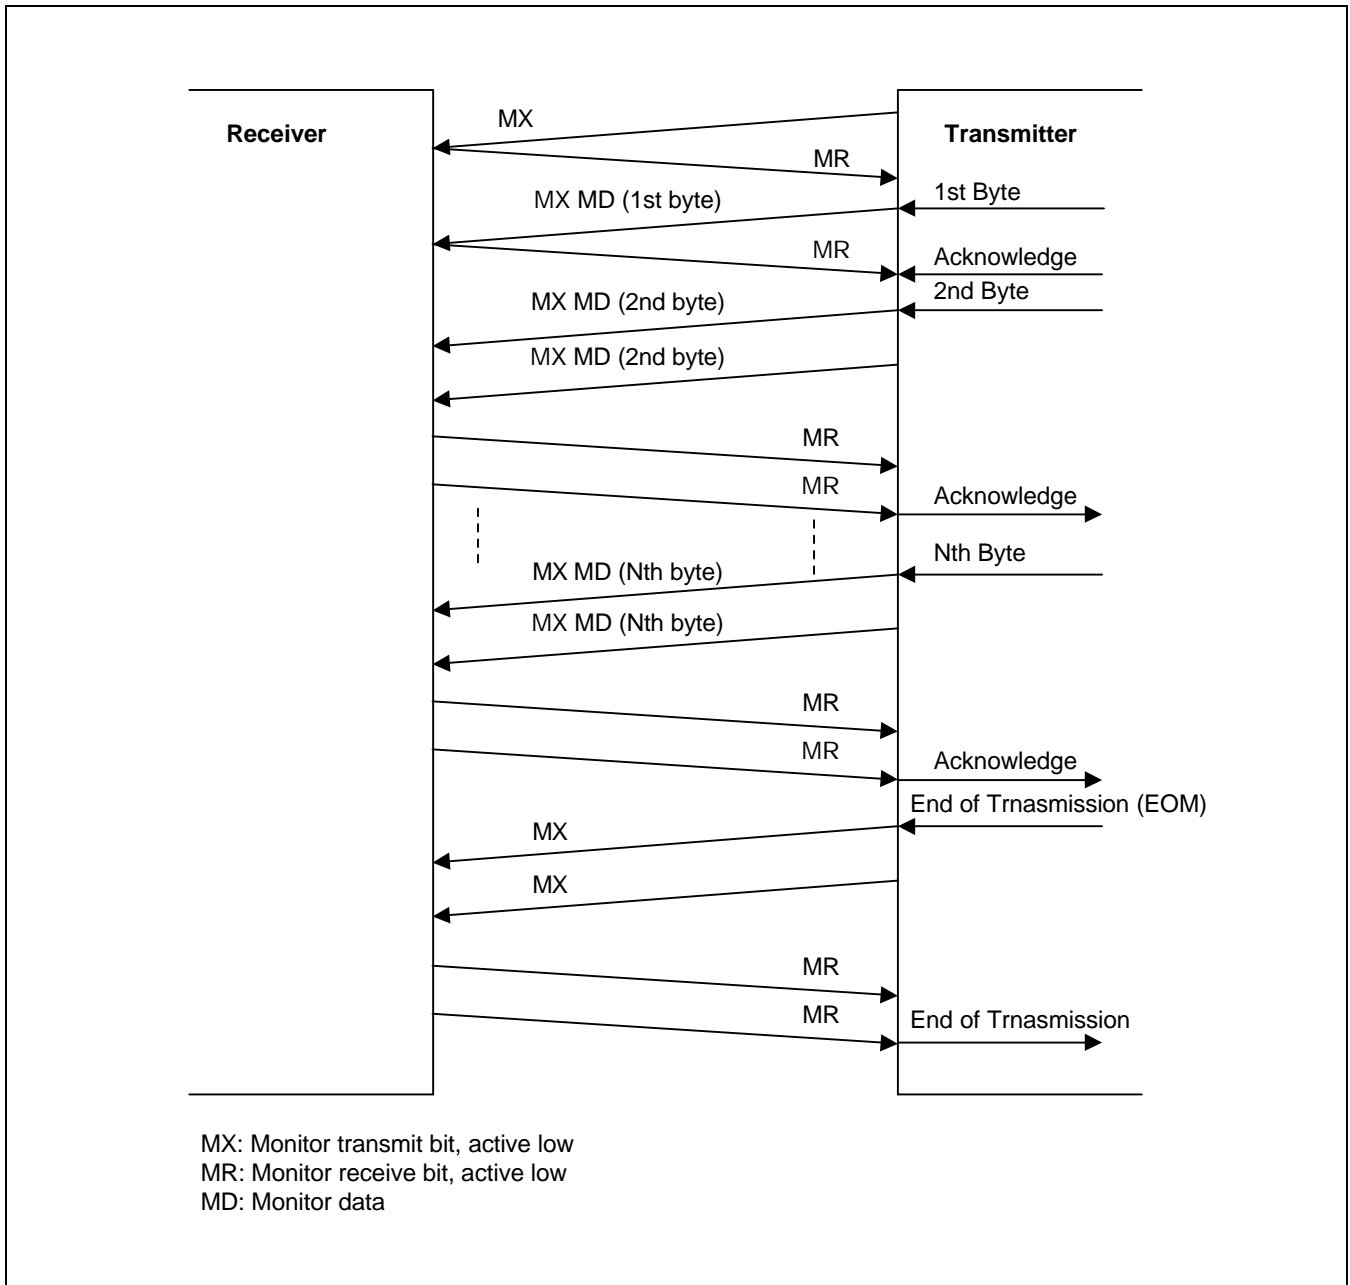 MX
Receiver
Transmitter
MR
1st Byte
MX MD (1st byte)
MR
Acknowledge
2nd Byte
MX MD (2nd byte)
MX MD (2nd byte)
MR
MR
Acknowledge
Nth Byte
MX MD (Nth byte)
MX MD (Nth byte)
MR
MR
Acknowledge
End of Trnasmission (EOM)
MX
MX
MR
MR
End of Trnasmission
MX: Monitor transmit bit, active low
MR: Monitor receive bit, active low
MD: Monitor data